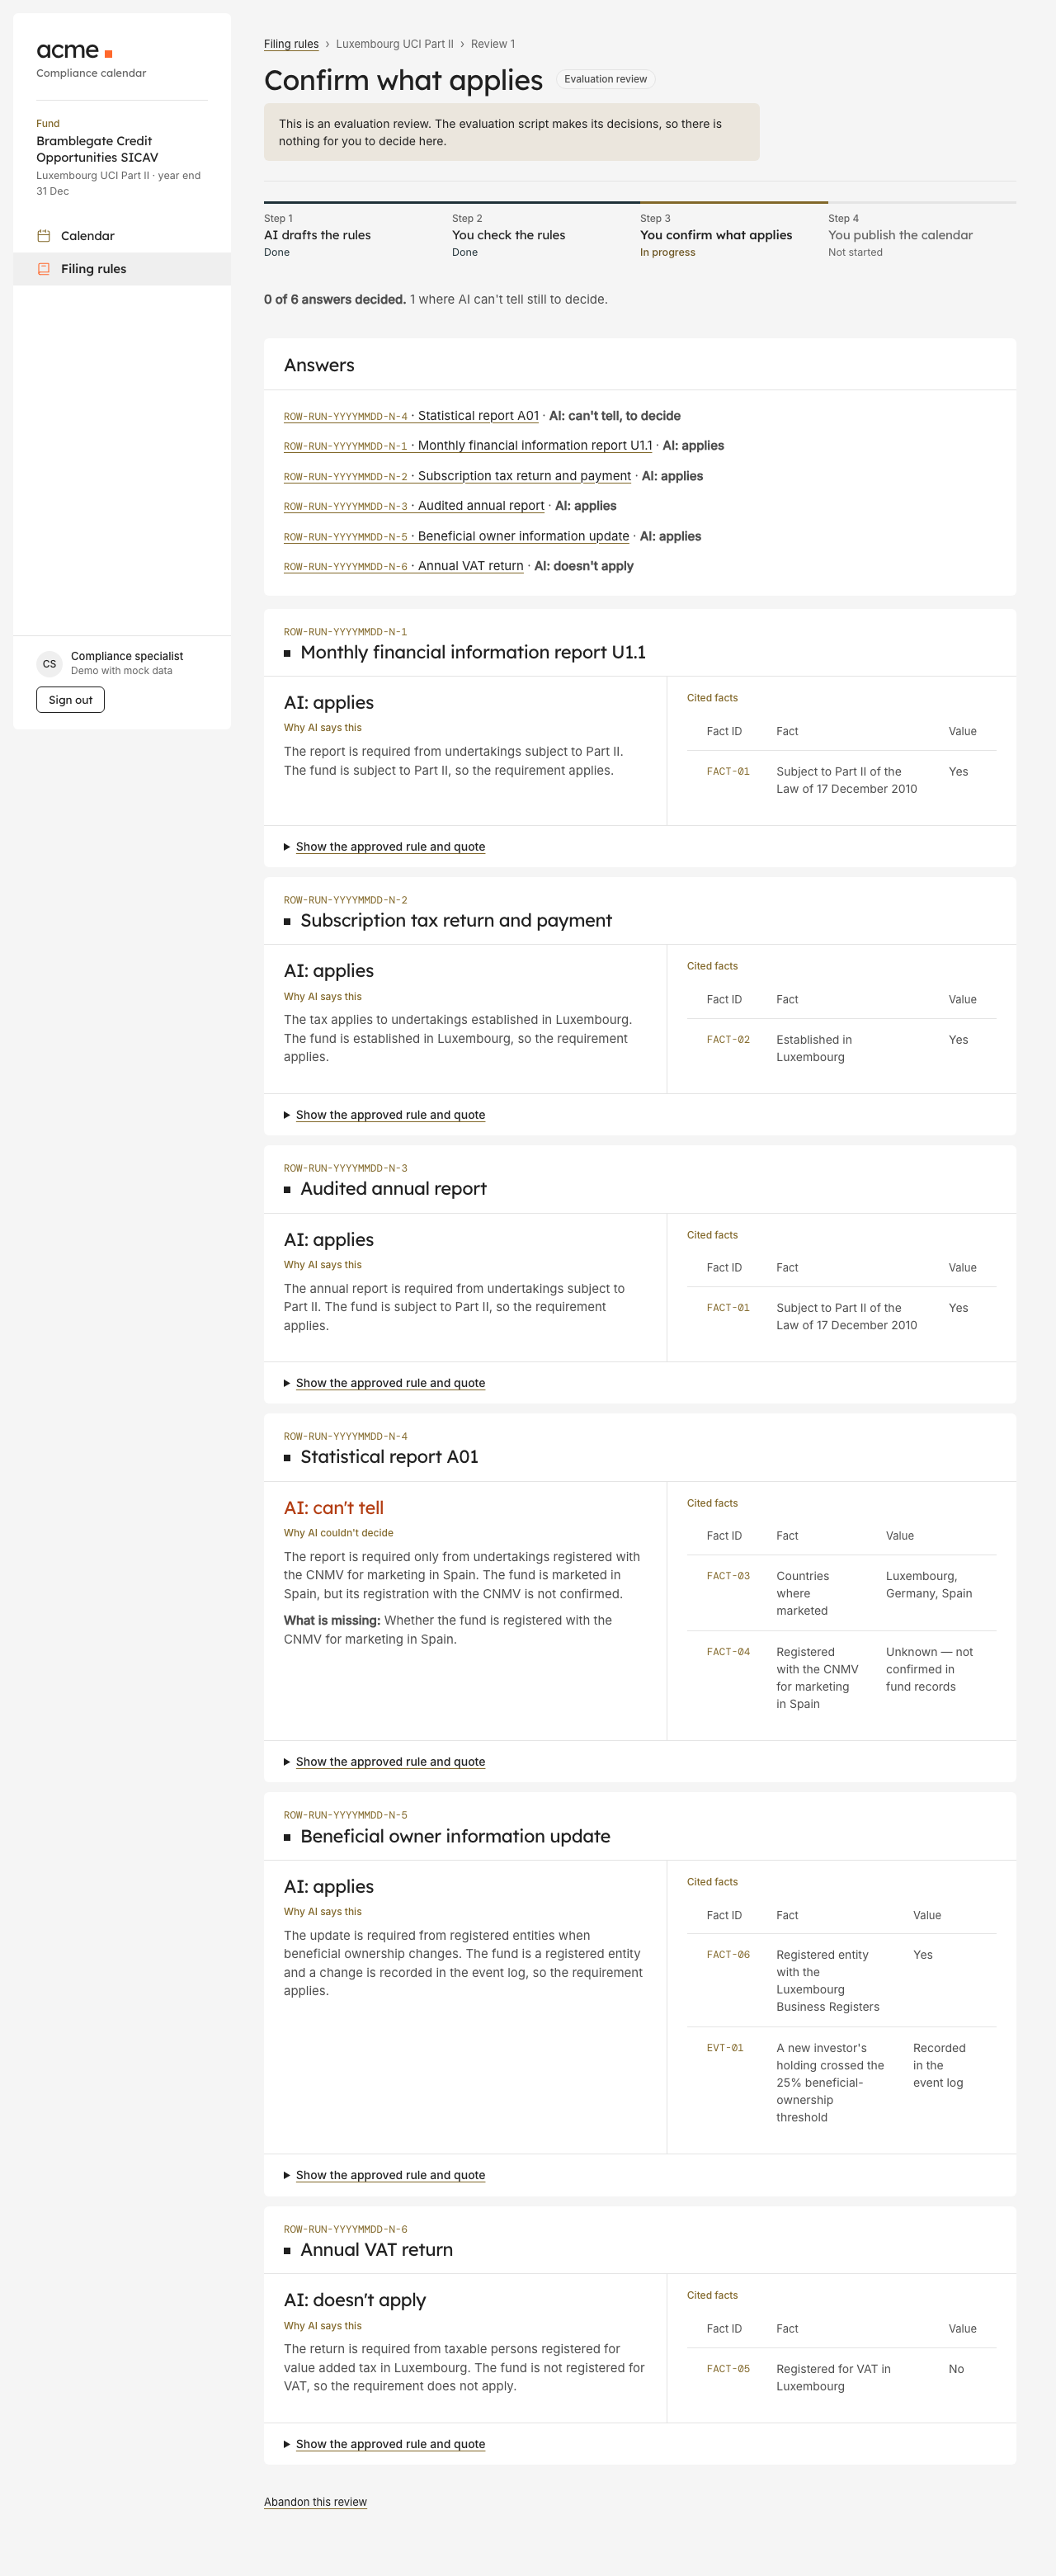 acme
Compliance calendar
Fund
Bramblegate Credit
Opportunities SICAV
Luxembourg UCI Part II · year end
31 Dec
Calendar
Filing rules
CS
Compliance specialist
Demo with mock data
Sign out
Filing rules › Luxembourg UCI Part II › Review 1
Confirm what applies
Evaluation review
This is an evaluation review. The evaluation script makes its decisions, so there is
nothing for you to decide here.
Step 1
AI drafts the rules
Done
Step 2
You check the rules
Done
Step 3
You confirm what applies
In progress
Step 4
You publish the calendar
Not started
0 of 6 answers decided. 1 where AI can't tell still to decide.
Answers
ROW-RUN-YYYYMMDD-N-4 · Statistical report A01 · AI: can't tell, to decide
ROW-RUN-YYYYMMDD-N-1 · Monthly financial information report U1.1 · AI: applies
ROW-RUN-YYYYMMDD-N-2 · Subscription tax return and payment · AI: applies
ROW-RUN-YYYYMMDD-N-3 · Audited annual report · AI: applies
ROW-RUN-YYYYMMDD-N-5 · Beneficial owner information update · AI: applies
ROW-RUN-YYYYMMDD-N-6 · Annual VAT return · AI: doesn't apply
ROW-RUN-YYYYMMDD-N-1
Monthly financial information report U1.1
AI: applies
Why AI says this
The report is required from undertakings subject to Part II.
The fund is subject to Part II, so the requirement applies.
Cited facts
Fact ID Fact Value
FACT-01 Subject to Part II of the Yes
Law of 17 December 2010
Show the approved rule and quote
ROW-RUN-YYYYMMDD-N-2
Subscription tax return and payment
AI: applies
Why AI says this
The tax applies to undertakings established in Luxembourg.
The fund is established in Luxembourg, so the requirement
applies.
Cited facts
Fact ID Fact Value
FACT-02 Established in Yes
Luxembourg
Show the approved rule and quote
ROW-RUN-YYYYMMDD-N-3
Audited annual report
AI: applies
Why AI says this
The annual report is required from undertakings subject to
Part II. The fund is subject to Part II, so the requirement
applies.
Cited facts
Fact ID Fact Value
FACT-01 Subject to Part II of the Yes
Law of 17 December 2010
Show the approved rule and quote
ROW-RUN-YYYYMMDD-N-4
Statistical report A01
AI: can't tell
Why AI couldn't decide
The report is required only from undertakings registered with
the CNMV for marketing in Spain. The fund is marketed in
Spain, but its registration with the CNMV is not confirmed.
What is missing: Whether the fund is registered with the
CNMV for marketing in Spain.
Cited facts
Fact ID Fact Value
FACT-03 Countries Luxembourg,
where Germany, Spain
marketed
FACT-04 Registered Unknown — not
with the CNMV confirmed in
for marketing fund records
in Spain
Show the approved rule and quote
ROW-RUN-YYYYMMDD-N-5
Beneficial owner information update
AI: applies
Why AI says this
The update is required from registered entities when
beneficial ownership changes. The fund is a registered entity
and a change is recorded in the event log, so the requirement
applies.
Cited facts
Fact ID Fact Value
FACT-06 Registered entity Yes
with the
Luxembourg
Business Registers
EVT-01 A new investor's Recorded
holding crossed the in the
25% beneficial- event log
ownership
threshold
Show the approved rule and quote
ROW-RUN-YYYYMMDD-N-6
Annual VAT return
AI: doesn't apply
Why AI says this
The return is required from taxable persons registered for
value added tax in Luxembourg. The fund is not registered for
VAT, so the requirement does not apply.
Cited facts
Fact ID Fact Value
FACT-05 Registered for VAT in No
Luxembourg
Show the approved rule and quote
Abandon this review